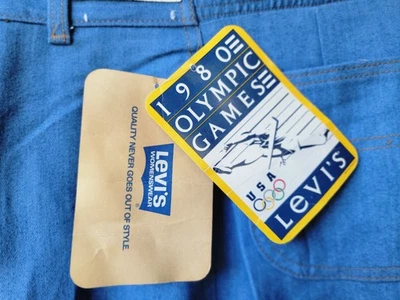 1980
OLYMPIC
GAMES
USA
LEVI'S
Levi's
WOMENSWEAR
QUALITY NEVER GOES OUT OF STYLE